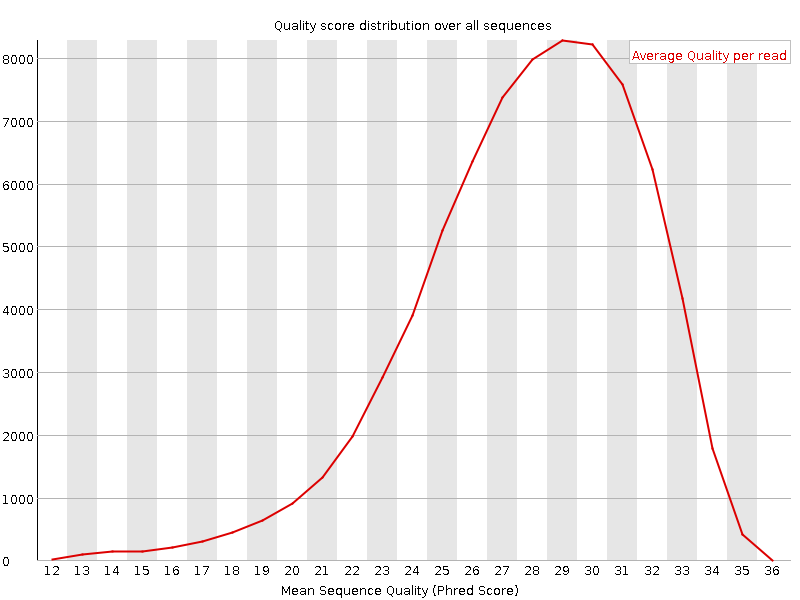 Quality score distribution over all sequences
Average Quality per read
8000
7000
6000
5000
4000
3000
2000
1000
0
12 13 14 15 16 17 18 19 20 21 22 23 24 25 26 27 28 29 30 31 32 33 34 35 36
Mean Sequence Quality (Phred Score)